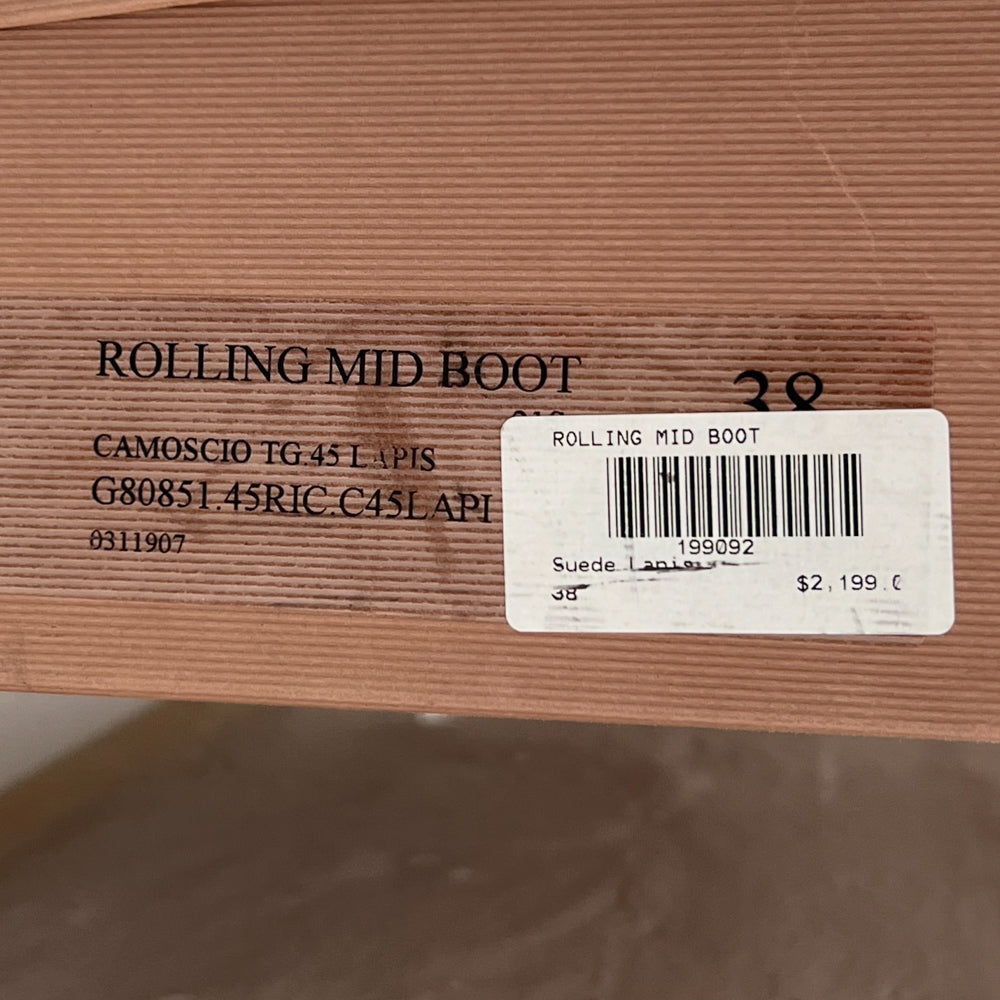 ROLLING MID BOOT
38
CAMOSCIO TG.45 LAPIS
G80851.45RIC.C45LAPI
0311907
ROLLING MID BOOT
199092
Suede Lapis
38
$2,199.0